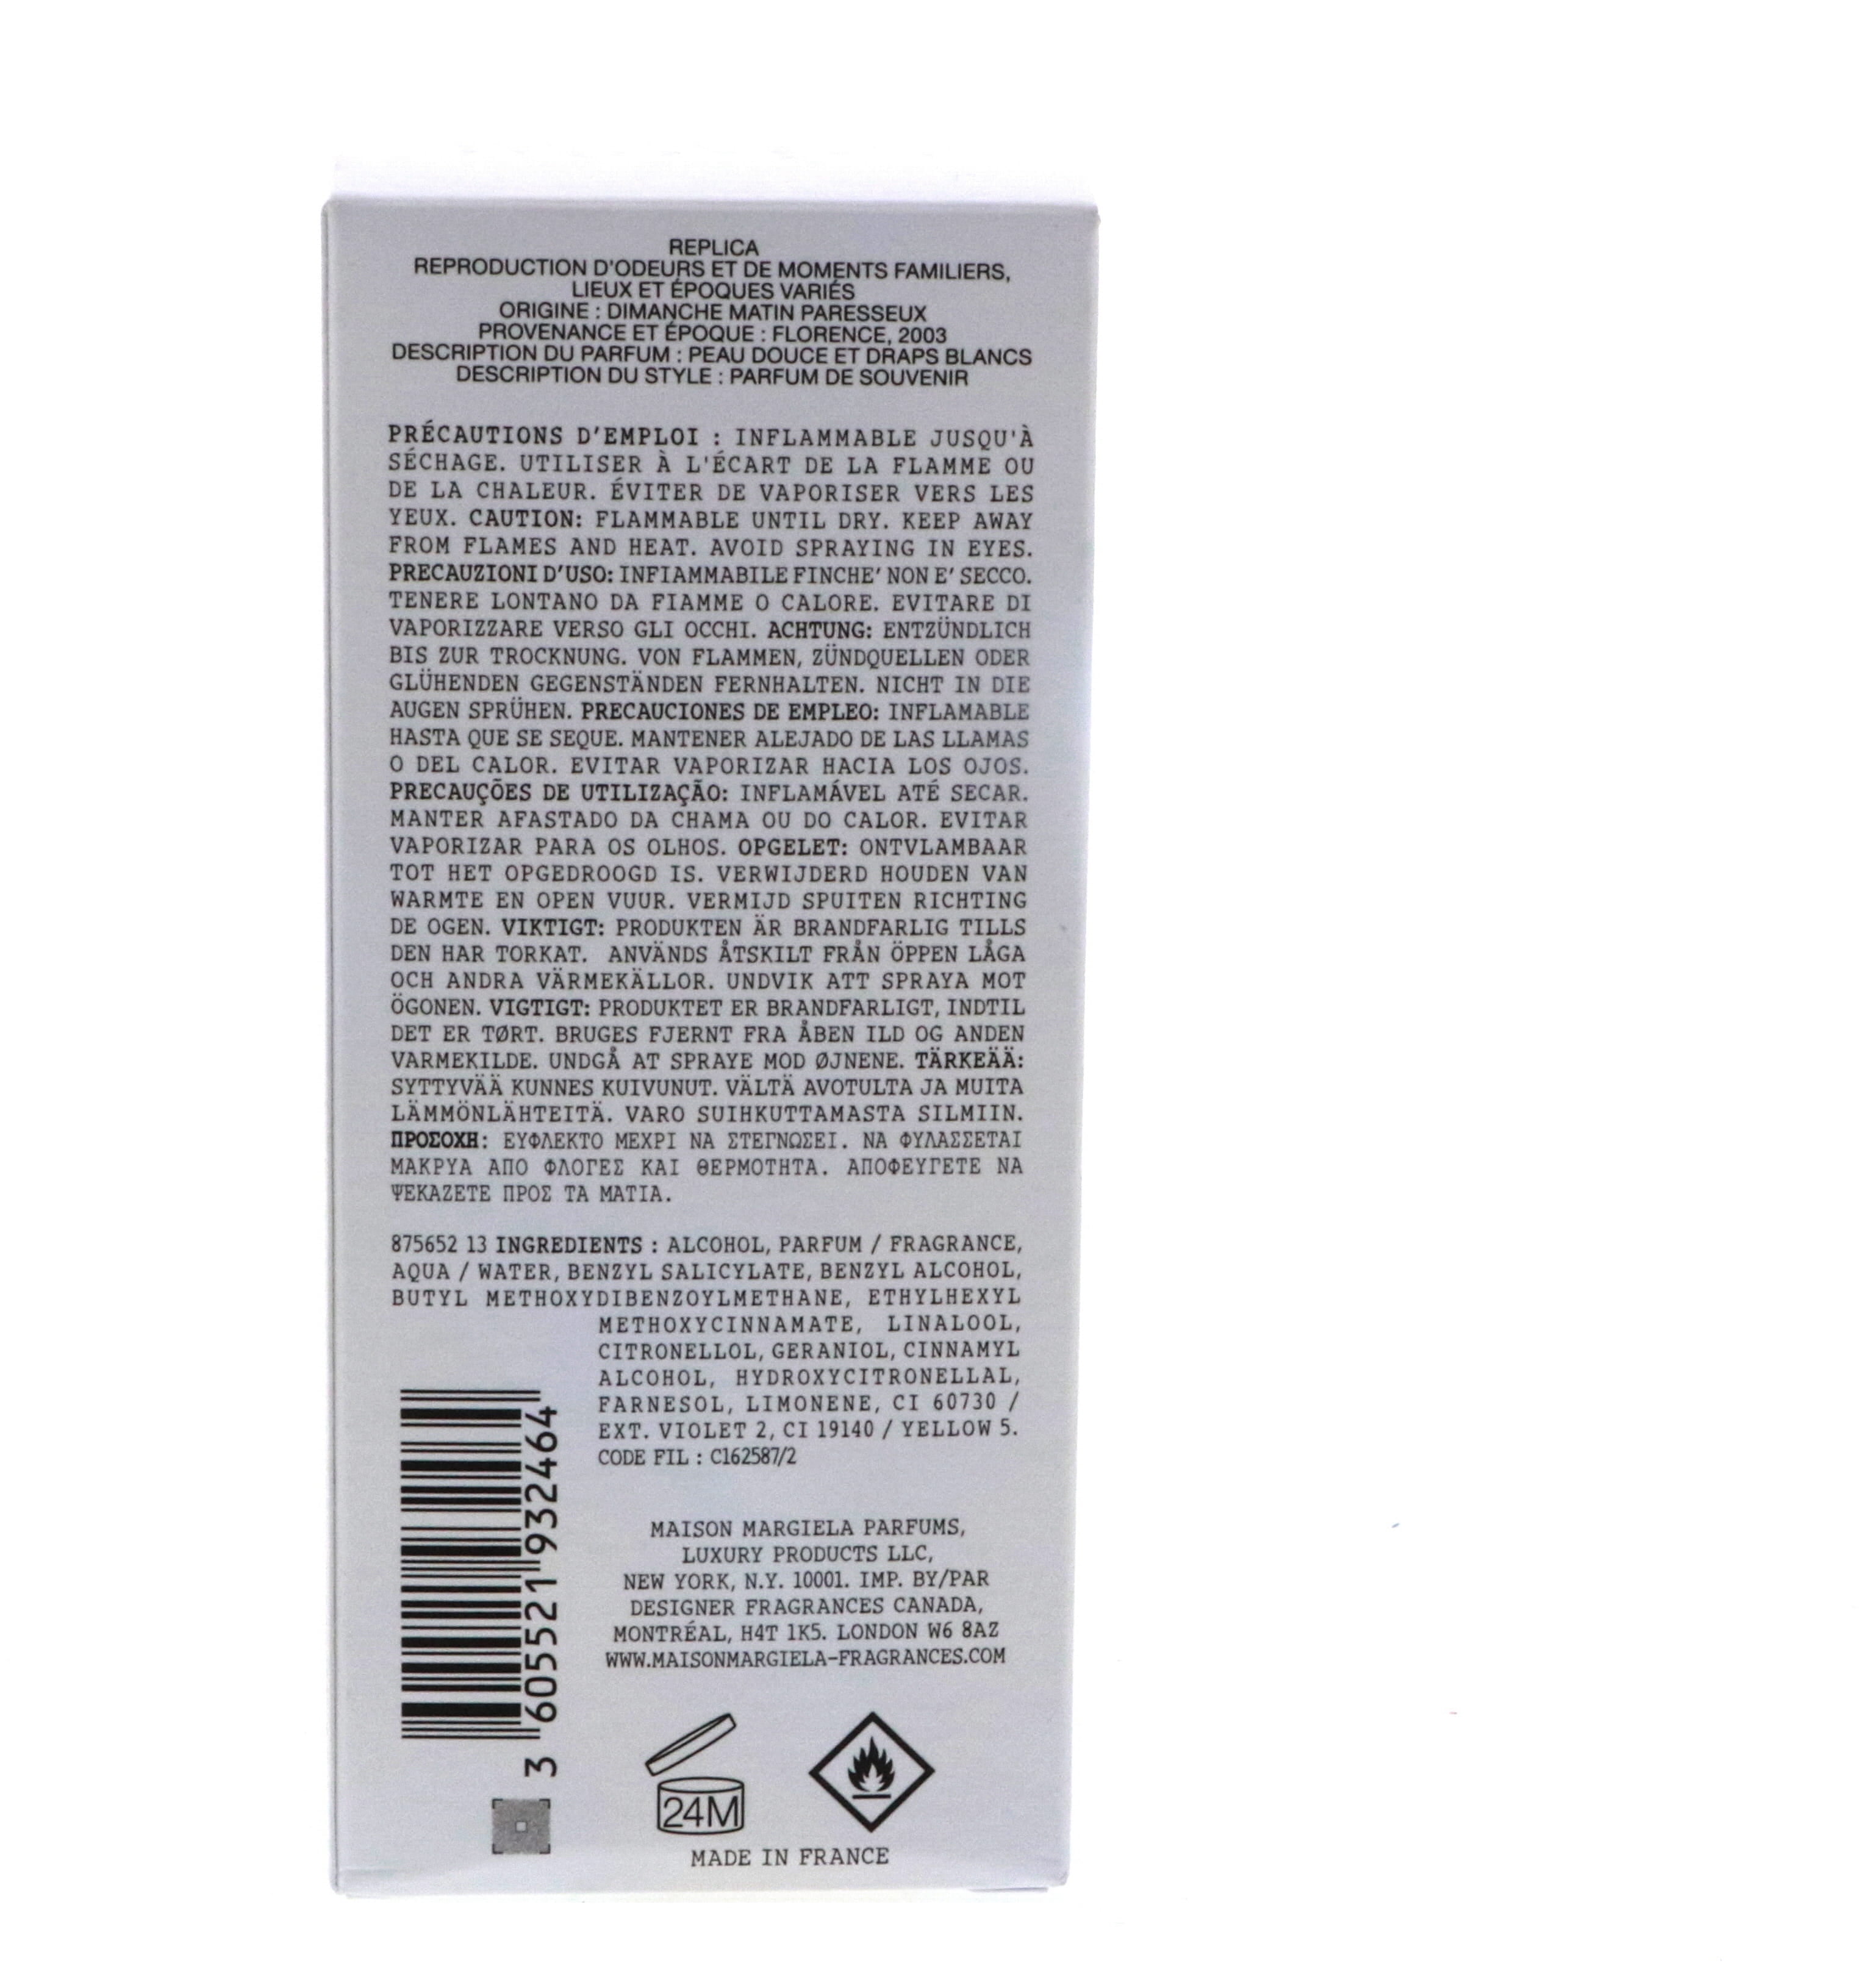 REPLICA
REPRODUCTION D'ODEURS ET DE MOMENTS FAMILIERS,
LIEUX ET ÉPOQUES VARIÉS
ORIGINE : DIMANCHE MATIN PARESSEUX
PROVENANCE ET ÉPOQUE : FLORENCE, 2003
DESCRIPTION DU PARFUM : PEAU DOUCE ET DRAPS BLANCS
DESCRIPTION DU STYLE : PARFUM DE SOUVENIR
PRÉCAUTIONS D’EMPLOI : INFLAMMABLE JUSQU'À
SÉCHAGE. UTILISER À L'ÉCART DE LA FLAMME OU
DE LA CHALEUR. ÉVITER DE VAPORISER VERS LES
YEUX. CAUTION: FLAMMABLE UNTIL DRY. KEEP AWAY
FROM FLAMES AND HEAT. AVOID SPRAYING IN EYES.
PRECAUZIONI D’USO: INFIAMMABILE FINCHE’ NON E’ SECCO.
TENERE LONTANO DA FIAMME O CALORE. EVITARE DI
VAPORIZZARE VERSO GLI OCCHI. ACHTUNG: ENTZÜNDLICH
BIS ZUR TROCKNUNG. VON FLAMMEN, ZÜNDQUELLEN ODER
GLÜHENDEN GEGENSTÄNDEN FERNHALTEN. NICHT IN DIE
AUGEN SPRÜHEN. PRECAUCIONES DE EMPLEO: INFLAMABLE
HASTA QUE SE SEQUE. MANTENER ALEJADO DE LAS LLAMAS
O DEL CALOR. EVITAR VAPORIZAR HACIA LOS OJOS.
PRECAUÇÕES DE UTILIZAÇÃO: INFLAMÁVEL ATÉ SECAR.
MANTER AFASTADO DA CHAMA OU DO CALOR. EVITAR
VAPORIZAR PARA OS OLHOS. OPGELET: ONTVLAMBAAR
TOT HET OPGEDROOGD IS. VERWIJDERD HOUDEN VAN
WARMTE EN OPEN VUUR. VERMIJD SPUITEN RICHTING
DE OGEN. VIKTIGT: PRODUKTEN ÄR BRANDFARLIG TILLS
DEN HAR TORKAT. ANVÄNDS ÅTSKILT FRÅN ÖPPEN LÅGA
OCH ANDRA VÄRMEKÄLLOR. UNDVIK ATT SPRAYA MOT
ÖGONEN. VIGTIGT: PRODUKTET ER BRANDFARLIGT, INDTIL
DET ER TØRT. BRUGES FJERNT FRA ÅBEN ILD OG ANDEN
VARMEKILDE. UNDGÅ AT SPRAYE MOD ØJNENE. TÄRKEÄÄ:
SYTTYVÄÄ KUNNES KUIVUNUT. VÄLTÄ AVOTULTA JA MUITA
LÄMMÖNLÄHTEITÄ. VARO SUIHKUTTAMASTA SILMIIN.
ΠΡΟΣΟΧΗ: ΕΥΦΛΕΚΤΟ ΜΕΧΡΙ ΝΑ ΣΤΕΓΝΩΣΕΙ. ΝΑ ΦΥΛΑΣΣΕΤΑΙ
ΜΑΚΡΥΑ ΑΠΟ ΦΛΟΓΕΣ ΚΑΙ ΘΕΡΜΟΤΗΤΑ. ΑΠΟΦΕΥΓΕΤΕ ΝΑ
ΨΕΚΑΖΕΤΕ ΠΡΟΣ ΤΑ ΜΑΤΙΑ.
875652 13 INGREDIENTS : ALCOHOL, PARFUM / FRAGRANCE,
AQUA / WATER, BENZYL SALICYLATE, BENZYL ALCOHOL,
BUTYL METHOXYDIBENZOYLMETHANE, ETHYLHEXYL
METHOXYCINNAMATE, LINALOOL,
CITRONELLOL, GERANIOL, CINNAMYL
ALCOHOL, HYDROXYCITRONELLAL,
FARNESOL, LIMONENE, CI 60730 /
EXT. VIOLET 2, CI 19140 / YELLOW 5.
CODE FIL : C162587/2
3 605521 932464
MAISON MARGIELA PARFUMS,
LUXURY PRODUCTS LLC,
NEW YORK, N.Y. 10001. IMP. BY/PAR
DESIGNER FRAGRANCES CANADA,
MONTRÉAL, H4T 1K5. LONDON W6 8AZ
WWW.MAISONMARGIELA-FRAGRANCES.COM
24M
MADE IN FRANCE